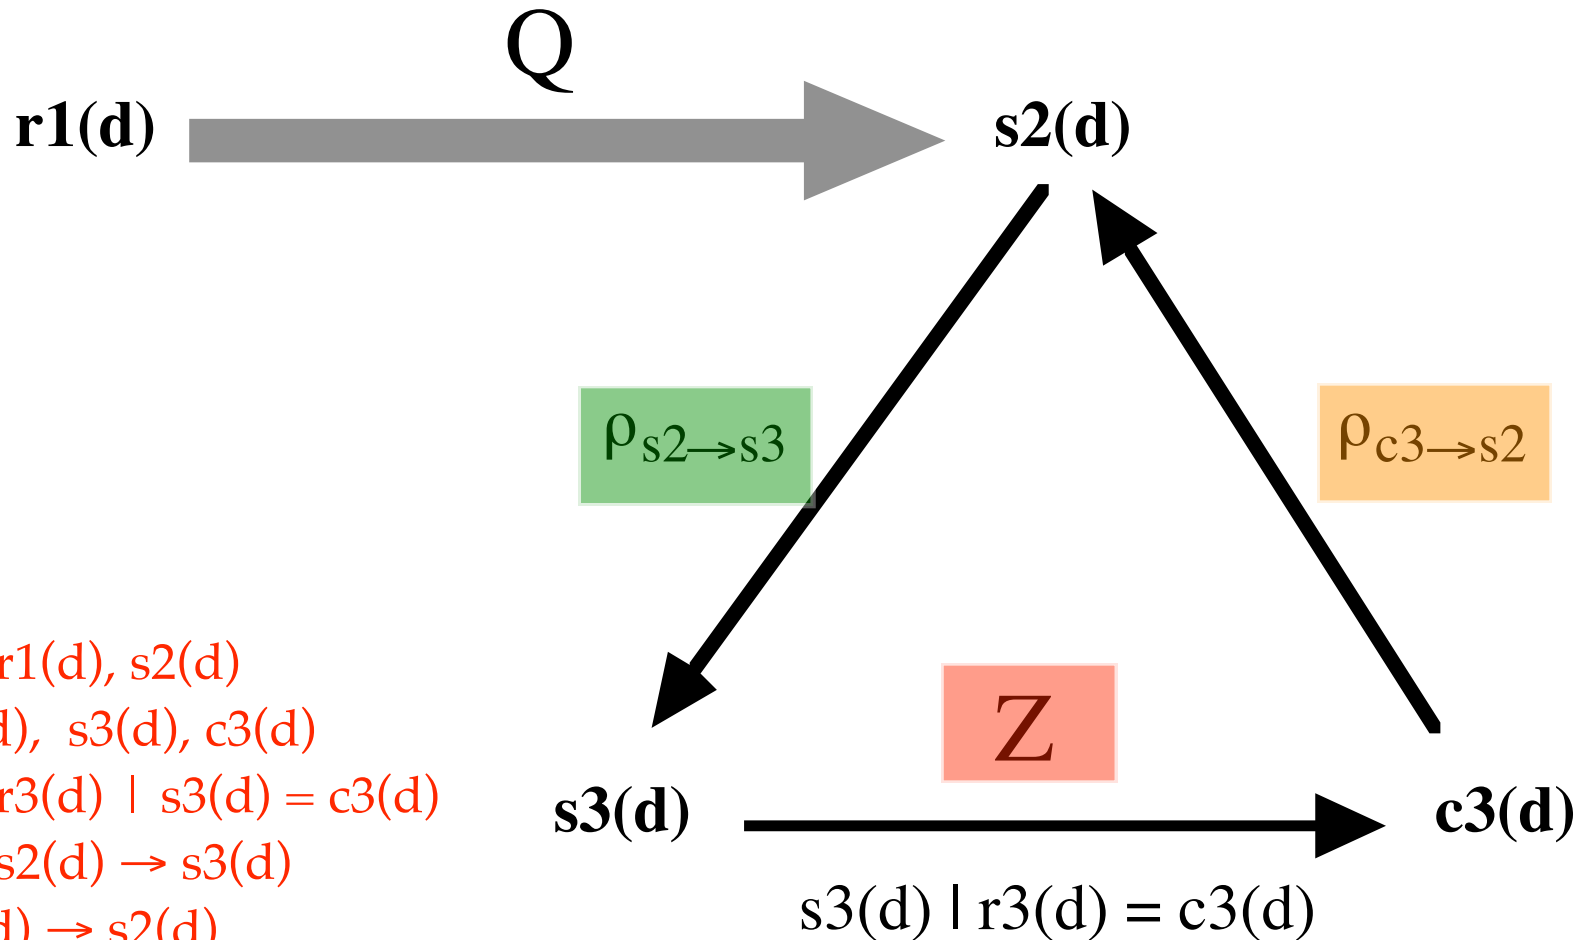 Q
r1(d)
s2(d)
ρs2→s3
ρc3→s2
r1(d), s2(d)
s3(d), c3(d)
r3(d) | s3(d) = c3(d)
s2(d) → s3(d)
→ s2(d)
Z
s3(d)
c3(d)
s3(d) | r3(d) = c3(d)